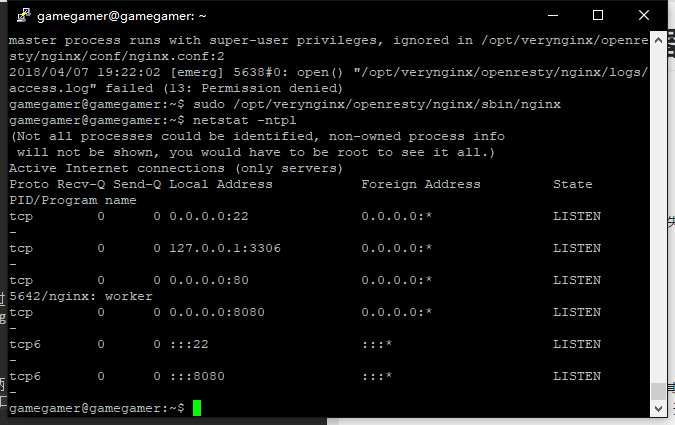 gamegamer@gamegamer: ~
master process runs with super-user privileges, ignored in /opt/verynginx/openre
sty/nginx/conf/nginx.conf:2
2018/04/07 19:22:02 [emerg] 5638#0: open() "/opt/verynginx/openresty/nginx/logs/
access.log" failed (13: Permission denied)
gamegamer@gamegamer:~$ sudo /opt/verynginx/openresty/nginx/sbin/nginx
gamegamer@gamegamer:~$ netstat -ntpl
(Not all processes could be identified, non-owned process info
 will not be shown, you would have to be root to see it all.)
Active Internet connections (only servers)
Proto Recv-Q Send-Q Local Address           Foreign Address         State
PID/Program name
tcp        0      0 0.0.0.0:22              0.0.0.0:*               LISTEN
-
tcp        0      0 127.0.0.1:3306          0.0.0.0:*               LISTEN
-
tcp        0      0 0.0.0.0:80              0.0.0.0:*               LISTEN
5642/nginx: worker
tcp        0      0 0.0.0.0:8080            0.0.0.0:*               LISTEN
-
tcp6       0      0 :::22                   :::*                    LISTEN
-
tcp6       0      0 :::8080                 :::*                    LISTEN
-
gamegamer@gamegamer:~$